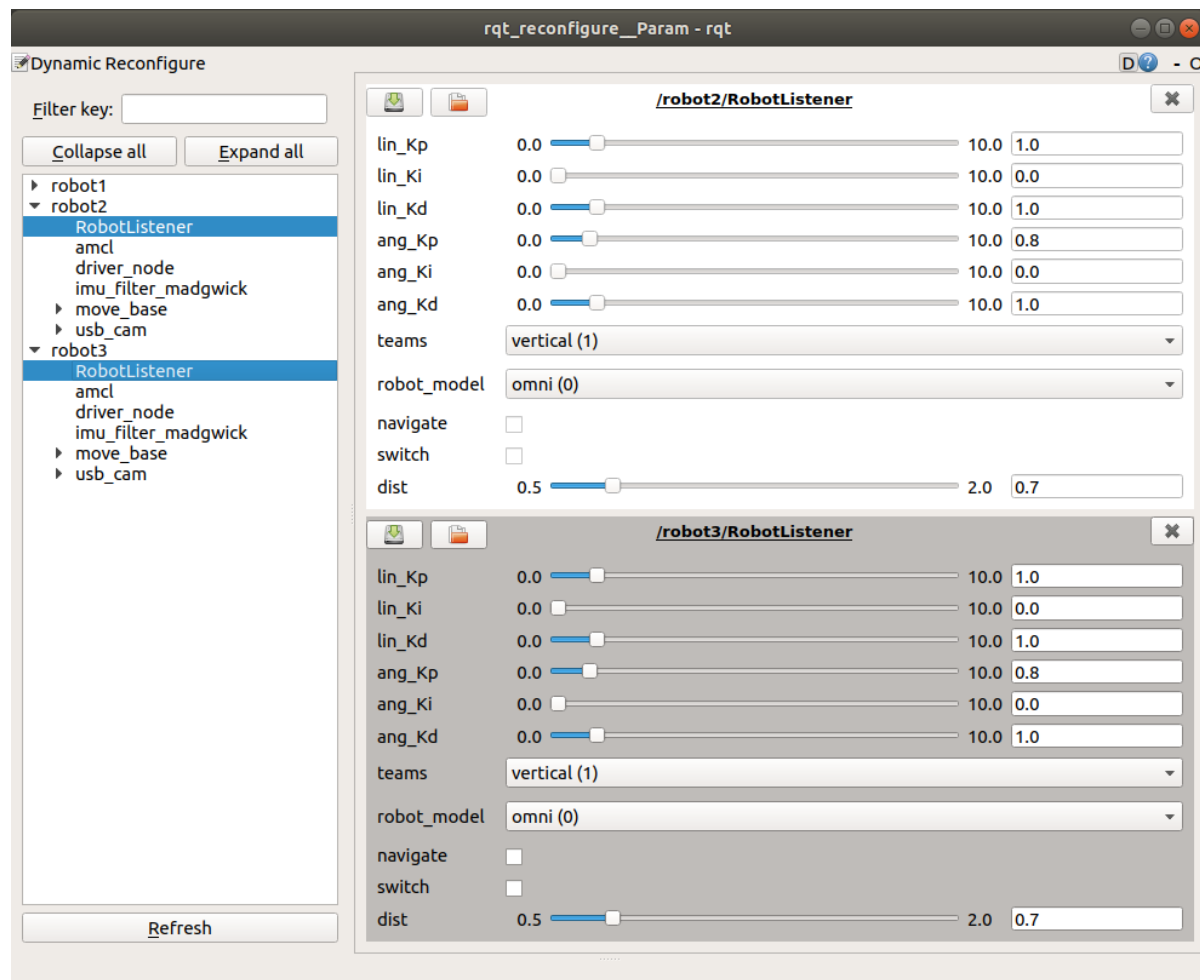 rqt_reconfigure__Param - rqt
Dynamic Reconfigure
D ? - O
Filter key:
Collapse all Expand all
robot1
robot2
RobotListener
amcl
driver_node
imu_filter_madgwick
move_base
usb_cam
robot3
RobotListener
amcl
driver_node
imu_filter_madgwick
move_base
usb_cam
Refresh
/robot2/RobotListener
lin_Kp 0.0 10.0 1.0
lin_Ki 0.0 10.0 0.0
lin_Kd 0.0 10.0 1.0
ang_Kp 0.0 10.0 0.8
ang_Ki 0.0 10.0 0.0
ang_Kd 0.0 10.0 1.0
teams vertical (1)
robot_model omni (0)
navigate
switch
dist 0.5 2.0 0.7
/robot3/RobotListener
lin_Kp 0.0 10.0 1.0
lin_Ki 0.0 10.0 0.0
lin_Kd 0.0 10.0 1.0
ang_Kp 0.0 10.0 0.8
ang_Ki 0.0 10.0 0.0
ang_Kd 0.0 10.0 1.0
teams vertical (1)
robot_model omni (0)
navigate
switch
dist 0.5 2.0 0.7